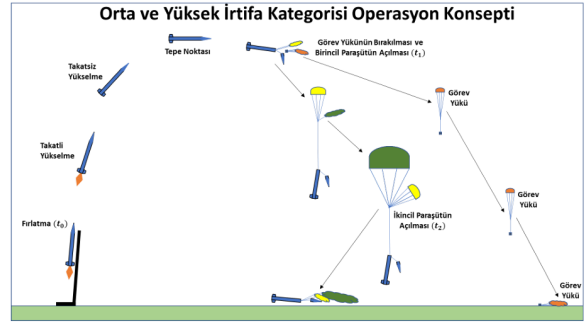 Orta ve Yüksek İrtifa Kategorisi Operasyon Konsepti
Tepe Noktası
Görev Yükünün Bırakılması ve
Birincil Paraşütün Açılması (t₁)
Takatsiz
Yükselme
Görev
Yükü
Takatli
Yükselme
Görev
Yükü
Fırlatma (t₀)
İkincil Paraşütün
Açılması (t₂)
Görev
Yükü